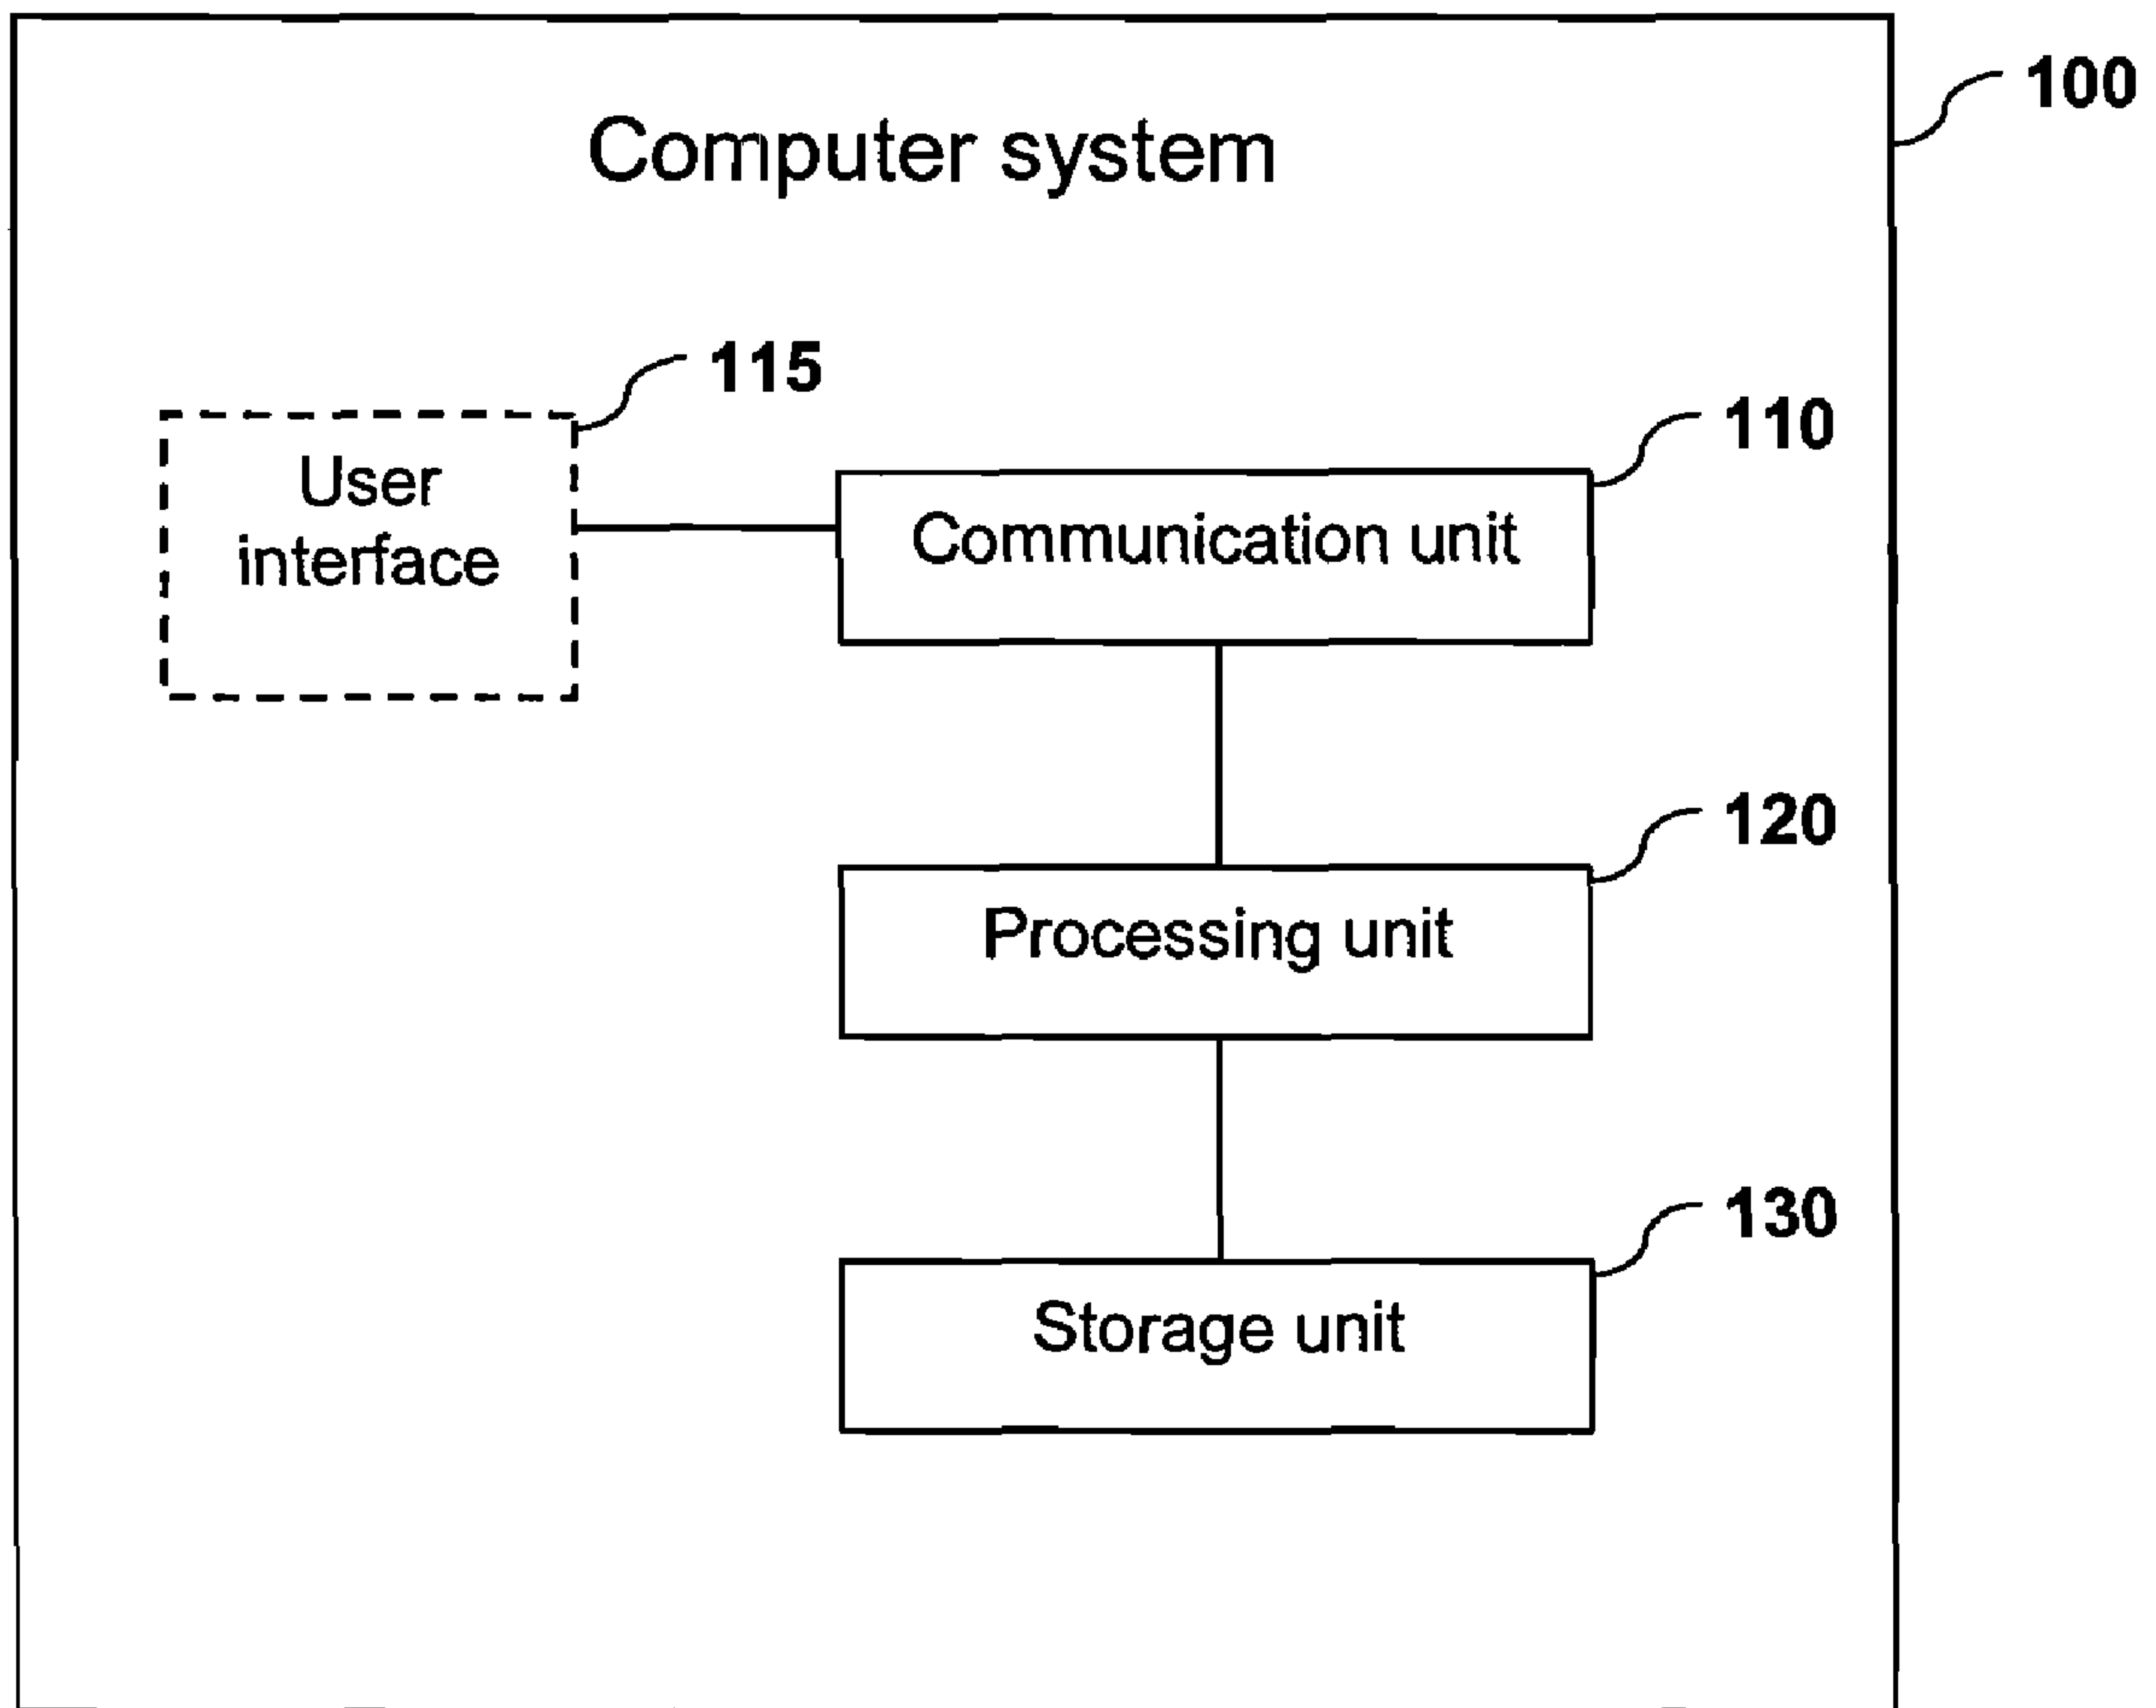 Computer system
100
115
User
interface
110
Communication unit
120
Processing unit
130
Storage unit